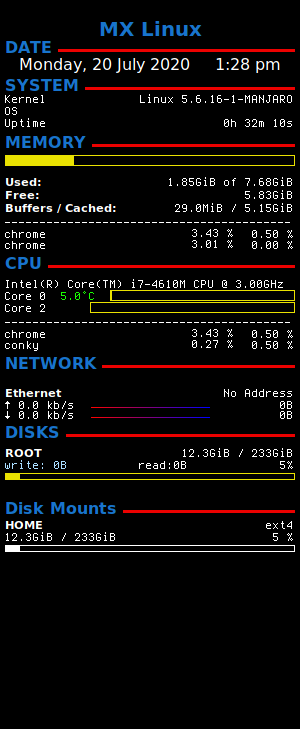 MX Linux
DATE
Monday, 20 July 2020 1:28 pm
SYSTEM
Kernel Linux 5.6.16-1-MANJARO
OS
Uptime 0h 32m 10s
MEMORY
Used: 1.85GiB of 7.68GiB
Free: 5.83GiB
Buffers / Cached: 29.0MiB / 5.15GiB
chrome 3.43 % 0.50 %
chrome 3.01 % 0.00 %
CPU
Intel(R) Core(TM) i7-4610M CPU @ 3.00GHz
Core 0 5.0°C
Core 2
chrome 3.43 % 0.50 %
conky 0.27 % 0.50 %
NETWORK
Ethernet No Address
↑ 0.0 kb/s 0B
↓ 0.0 kb/s 0B
DISKS
ROOT 12.3GiB / 233GiB
write: 0B read:0B 5%
Disk Mounts
HOME ext4
12.3GiB / 233GiB 5 %